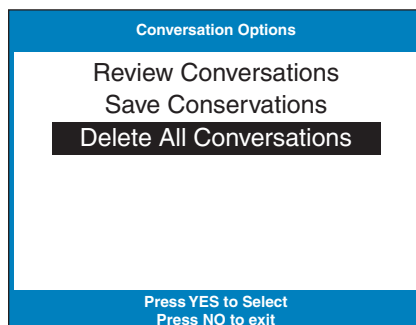 Conversation Options
Review Conversations
Save Conservations
Delete All Conversations
Press YES to Select
Press NO to exit